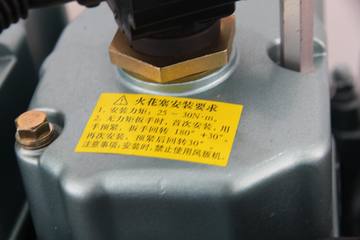 ⚠火花塞安装要求
1、安装力矩：25－30N·m。
2、无力矩扳手时，首次安装，用
手预紧，扳手回转 180°+30°。
再次安装，预紧后回转30°。
注意事项：安装时，禁止使用风扳机。